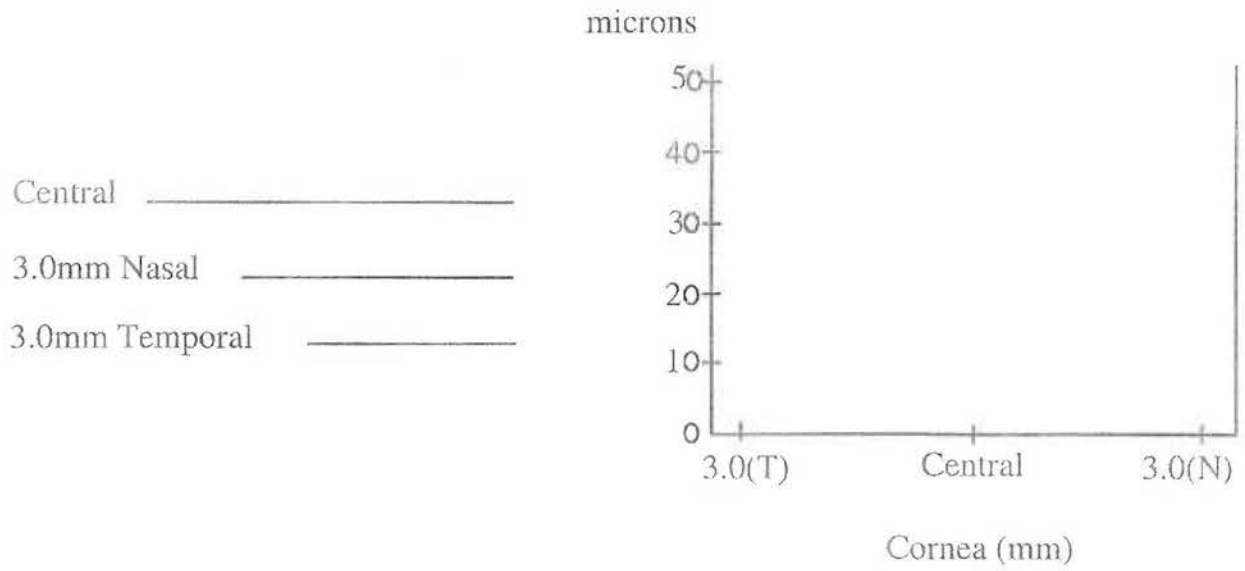 microns
50
40
Central
30
3.0mm Nasal
20
3.0mm Temporal
10
0
3.0(T) Central 3.0(N)
Cornea (mm)